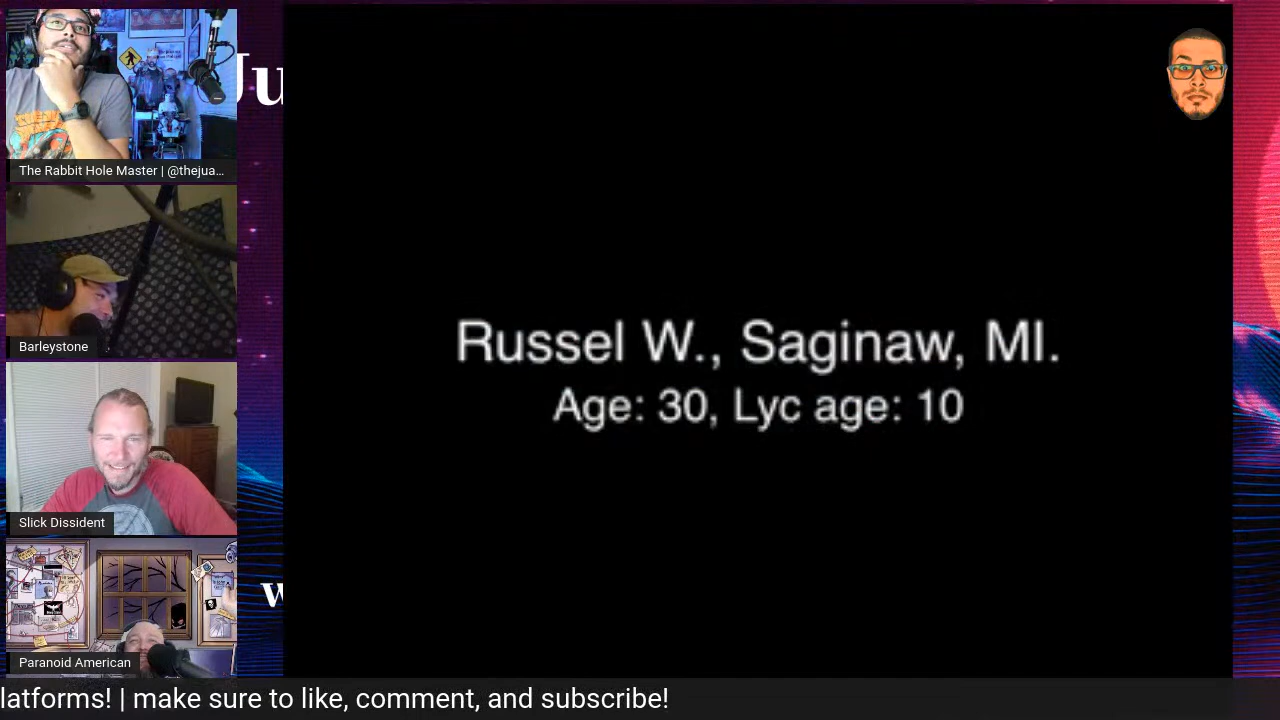 Ju
The Rabbit Hole Master | @thejua...
Barleystone
Russel W., Saginaw, MI.
Age: 30, Lyc age: 10
Slick Dissident
w
Paranoid American
latforms! | make sure to like, comment, and subscribe!